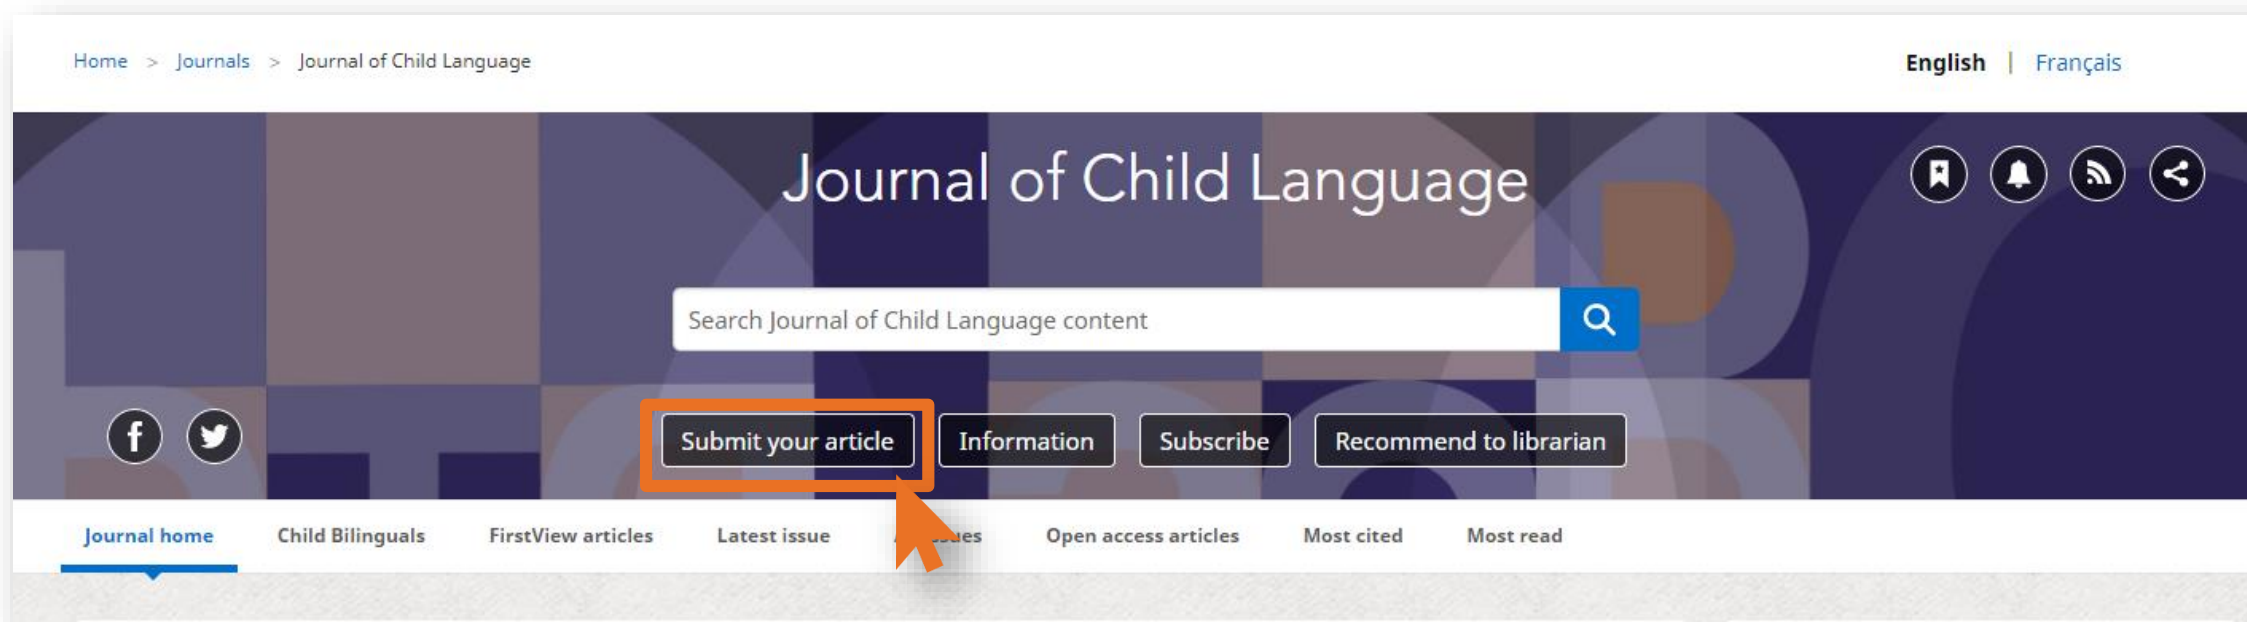 Home > Journals > Journal of Child Language
English | Français
Journal of Child Language
Search Journal of Child Language content
Submit your article Information Subscribe Recommend to librarian
Journal home Child Bilinguals FirstView articles Latest issue Open access articles Most cited Most read